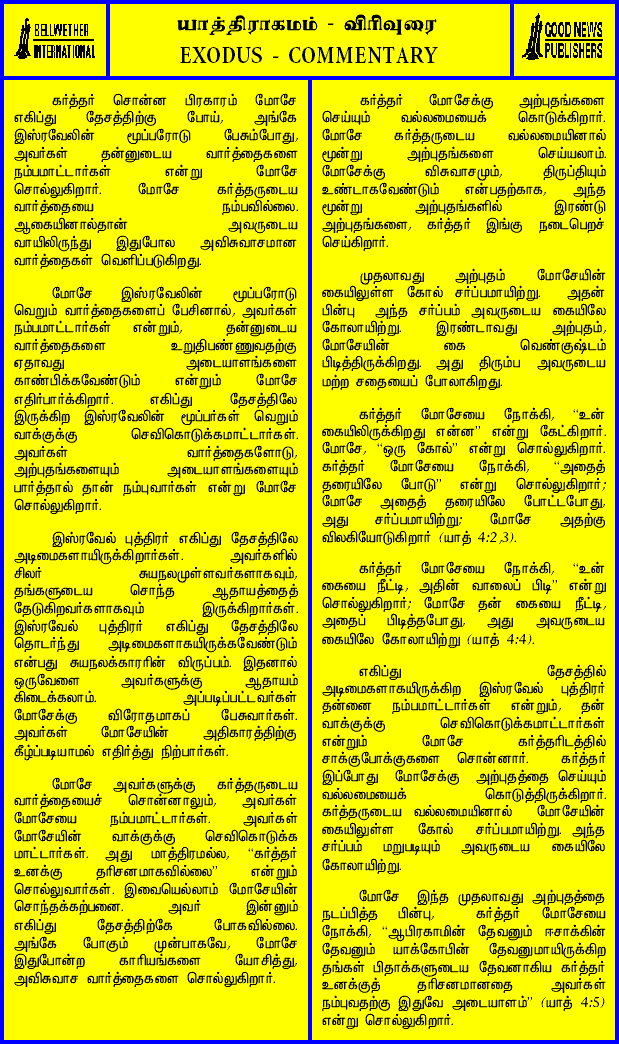 BELLWETHER
INTERNATIONAL
யாத்திராகமம் - விரிவுரை
EXODUS - COMMENTARY
GOOD NEWS
PUBLISHERS
கர்த்தர் சொன்ன பிரகாரம் மோசே
எகிப்து தேசத்திற்கு போய், அங்கே
இஸ்ரவேலின் மூப்பரோடு பேசும்போது,
அவர்கள் தன்னுடைய வார்த்தைகளை
நம்பமாட்டார்கள் என்று மோசே
சொல்லுகிறார். மோசே கர்த்தருடைய
வார்த்தையை நம்பவில்லை.
ஆகையினால்தான் அவருடைய
வாயிலிருந்து இதுபோல அவிசுவாசமான
வார்த்தைகள் வெளிப்படுகிறது.
மோசே இஸ்ரவேலின் மூப்பரோடு
வெறும் வார்த்தைகளைப் பேசினால், அவர்கள்
நம்பமாட்டார்கள் என்றும், தன்னுடைய
வார்த்தைகளை உறுதிபண்ணுவதற்கு
ஏதாவது அடையாளங்களை
காண்பிக்கவேண்டும் என்றும் மோசே
எதிர்பார்க்கிறார். எகிப்து தேசத்திலே
இருக்கிற இஸ்ரவேலின் மூப்பர்கள் வெறும்
வாக்குக்கு செவிகொடுக்கமாட்டார்கள்.
அவர்கள் வார்த்தைகளோடு,
அற்புதங்களையும் அடையாளங்களையும்
பார்த்தால் தான் நம்புவார்கள் என்று மோசே
சொல்லுகிறார்.
இஸ்ரவேல் புத்திரர் எகிப்து தேசத்திலே
அடிமைகளாயிருக்கிறார்கள். அவர்களில்
சிலர் சுயநலமுள்ளவர்களாகவும்,
தங்களுடைய சொந்த ஆதாயத்தைத்
தேடுகிறவர்களாகவும் இருக்கிறார்கள்.
இஸ்ரவேல் புத்திரர் எகிப்து தேசத்திலே
தொடர்ந்து அடிமைகளாகயிருக்கவேண்டும்
என்பது சுயநலக்காரரின் விருப்பம். இதனால்
ஒருவேளை அவர்களுக்கு ஆதாயம்
கிடைக்கலாம். அப்படிப்பட்டவர்கள்
மோசேக்கு விரோதமாகப் பேசுவார்கள்.
அவர்கள் மோசேயின் அதிகாரத்திற்கு
கீழ்ப்படியாமல் எதிர்த்து நிற்பார்கள்.
மோசே அவர்களுக்கு கர்த்தருடைய
வார்த்தையைச் சொன்னாலும், அவர்கள்
மோசேயை நம்பமாட்டார்கள். அவர்கள்
மோசேயின் வாக்குக்கு செவிகொடுக்க
மாட்டார்கள். அது மாத்திரமல்ல, “கர்த்தர்
உனக்கு தரிசனமாகவில்லை” என்றும்
சொல்லுவார்கள். இவையெல்லாம் மோசேயின்
சொந்தக்கற்பனை. அவர் இன்னும்
எகிப்து தேசத்திற்கே போகவில்லை.
அங்கே போகும் முன்பாகவே, மோசே
இதுபோன்ற காரியங்களை யோசித்து,
அவிசுவாச வார்த்தைகளை சொல்லுகிறார்.
கர்த்தர் மோசேக்கு அற்புதங்களை
செய்யும் வல்லமையைக் கொடுக்கிறார்.
மோசே கர்த்தருடைய வல்லமையினால்
மூன்று அற்புதங்களை செய்யலாம்.
மோசேக்கு விசுவாசமும், திருப்தியும்
உண்டாகவேண்டும் என்பதற்காக, அந்த
மூன்று அற்புதங்களில் இரண்டு
அற்புதங்களை, கர்த்தர் இங்கு நடைபெறச்
செய்கிறார்.
முதலாவது அற்புதம் மோசேயின்
கையிலுள்ள கோல் சர்ப்பமாயிற்று. அதன்
பின்பு அந்த சர்ப்பம் அவருடைய கையிலே
கோலாயிற்று. இரண்டாவது அற்புதம்,
மோசேயின் கை வெண்குஷ்டம்
பிடித்திருக்கிறது. அது திரும்ப அவருடைய
மற்ற சதையைப் போலாகிறது.
கர்த்தர் மோசேயை நோக்கி, “உன்
கையிலிருக்கிறது என்ன” என்று கேட்கிறார்.
மோசே, “ஒரு கோல்” என்று சொல்லுகிறார்.
கர்த்தர் மோசேயை நோக்கி, “அதைத்
தரையிலே போடு” என்று சொல்லுகிறார்;
மோசே அதைத் தரையிலே போட்டபோது,
அது சர்ப்பமாயிற்று; மோசே அதற்கு
விலகியோடுகிறார் (யாத் 4:2,3).
கர்த்தர் மோசேயை நோக்கி, “உன்
கையை நீட்டி, அதின் வாலைப் பிடி” என்று
சொல்லுகிறார்; மோசே தன் கையை நீட்டி,
அதைப் பிடித்தபோது, அது அவருடைய
கையிலே கோலாயிற்று (யாத் 4:4).
எகிப்து தேசத்தில்
அடிமைகளாகயிருக்கிற இஸ்ரவேல் புத்திரர்
தன்னை நம்பமாட்டார்கள் என்றும், தன்
வாக்குக்கு செவிகொடுக்கமாட்டார்கள்
என்றும் மோசே கர்த்தரிடத்தில்
சாக்குபோக்குகளை சொன்னார். கர்த்தர்
இப்போது மோசேக்கு அற்புதத்தை செய்யும்
வல்லமையைக் கொடுத்திருக்கிறார்.
கர்த்தருடைய வல்லமையினால் மோசேயின்
கையிலுள்ள கோல் சர்ப்பமாயிற்று. அந்த
சர்ப்பம் மறுபடியும் அவருடைய கையிலே
கோலாயிற்று.
மோசே இந்த முதலாவது அற்புதத்தை
நடப்பித்த பின்பு, கர்த்தர் மோசேயை
நோக்கி, “ஆபிரகாமின் தேவனும் ஈசாக்கின்
தேவனும் யாக்கோபின் தேவனுமாயிருக்கிற
தங்கள் பிதாக்களுடைய தேவனாகிய கர்த்தர்
உனக்குத் தரிசனமானதை அவர்கள்
நம்புவதற்கு இதுவே அடையாளம்” (யாத் 4:5)
என்று சொல்லுகிறார்.